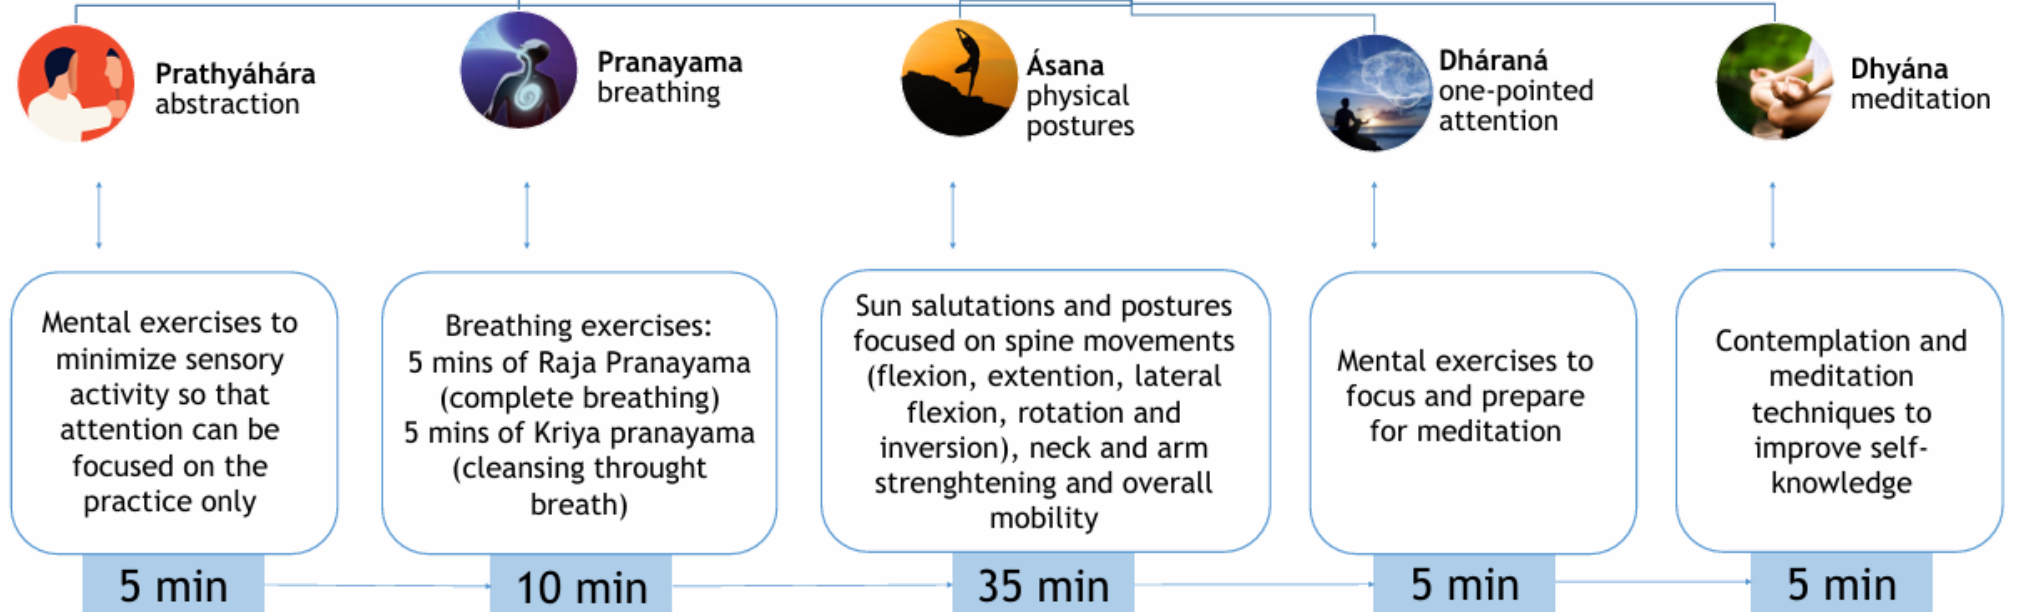 Prathyáhára
abstraction
Pranayama
breathing
Ásana
physical
postures
Dháraná
one-pointed
attention
Dhyána
meditation
Mental exercises to
minimize sensory
activity so that
attention can be
focused on the
practice only
Breathing exercises:
5 mins of Raja Pranayama
(complete breathing)
5 mins of Kriya pranayama
(cleansing throught
breath)
Sun salutations and postures
focused on spine movements
(flexion, extention, lateral
flexion, rotation and
inversion), neck and arm
strenghtening and overall
mobility
Mental exercises to
focus and prepare
for meditation
Contemplation and
meditation
techniques to
improve self-
knowledge
5 min
10 min
35 min
5 min
5 min